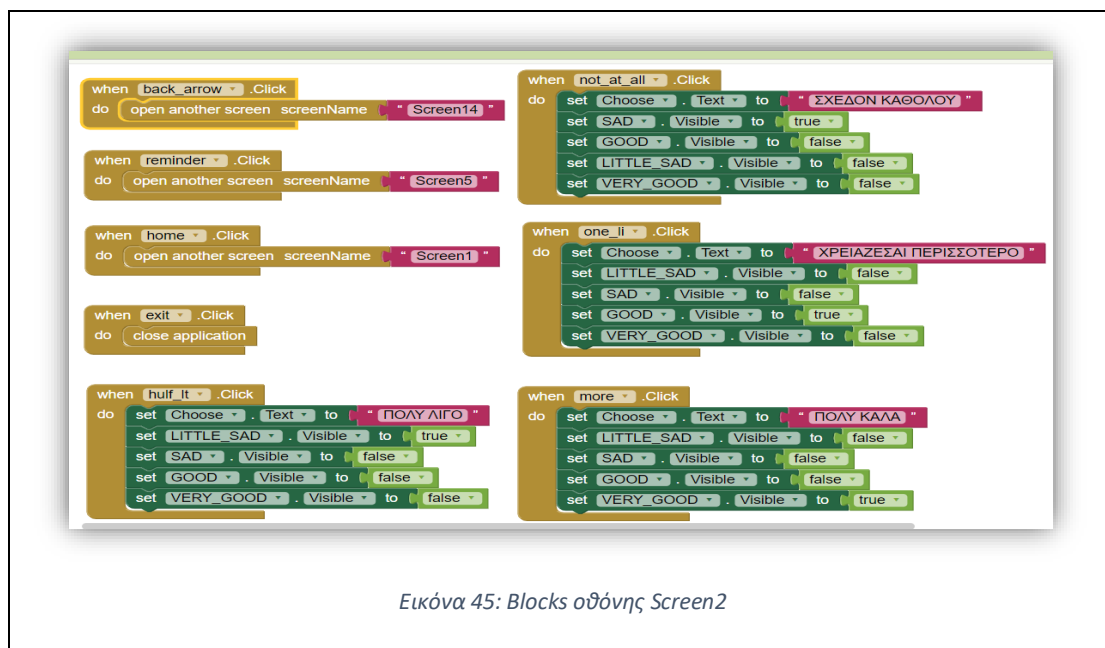 when back_arrow .Click
do open another screen screenName " Screen14 "
when reminder .Click
do open another screen screenName " Screen5 "
when home .Click
do open another screen screenName " Screen1 "
when exit .Click
do close application
when hulf_lt .Click
do set Choose . Text to " ΠΟΛΥ ΛΙΓΟ "
set LITTLE_SAD . Visible to true
set SAD . Visible to false
set GOOD . Visible to false
set VERY_GOOD . Visible to false
when not_at_all .Click
do set Choose . Text to " ΣΧΕΔΟΝ ΚΑΘΟΛΟΥ "
set SAD . Visible to true
set GOOD . Visible to false
set LITTLE_SAD . Visible to false
set VERY_GOOD . Visible to false
when one_li .Click
do set Choose . Text to " ΧΡΕΙΑΖΕΣΑΙ ΠΕΡΙΣΣΟΤΕΡΟ "
set LITTLE_SAD . Visible to false
set SAD . Visible to false
set GOOD . Visible to true
set VERY_GOOD . Visible to false
when more .Click
do set Choose . Text to " ΠΟΛΥ ΚΑΛΑ "
set LITTLE_SAD . Visible to false
set SAD . Visible to false
set GOOD . Visible to false
set VERY_GOOD . Visible to true
Εικόνα 45: Blocks οθόνης Screen2